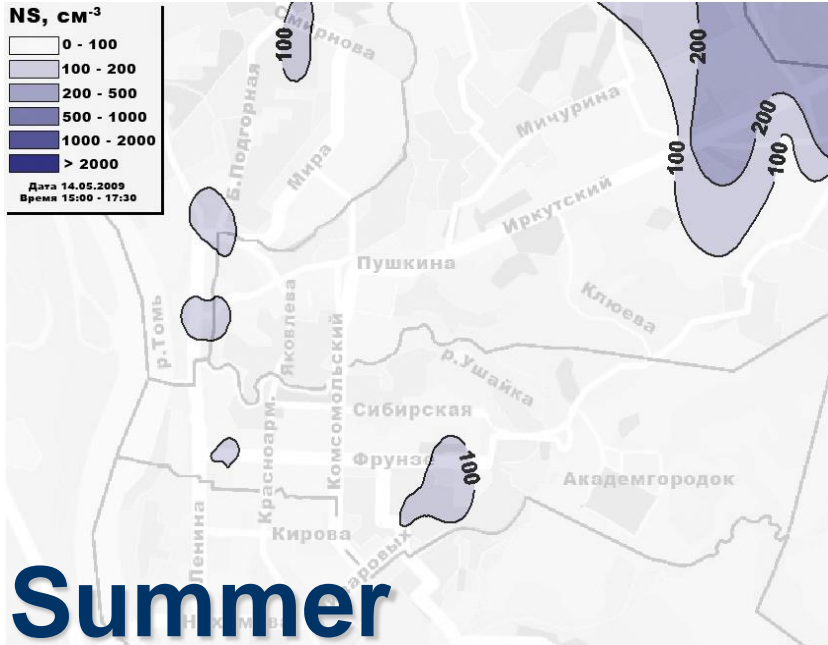 NS, см-3
0 - 100
100 - 200
200 - 500
500 - 1000
1000 - 2000
> 2000
Дата 14.05.2009
Время 15:00 - 17:30
Смирнова
100
200
Б.Подгорная
Мичурина
200
Мира
100
100
Иркутский
Пушкина
Клюева
р.Томь
Яковлева
Комсомольский
р.Ушайка
Сибирская
Красноарм.
Фрунзе
100
Академгородок
Ленина
Кирова
Summer